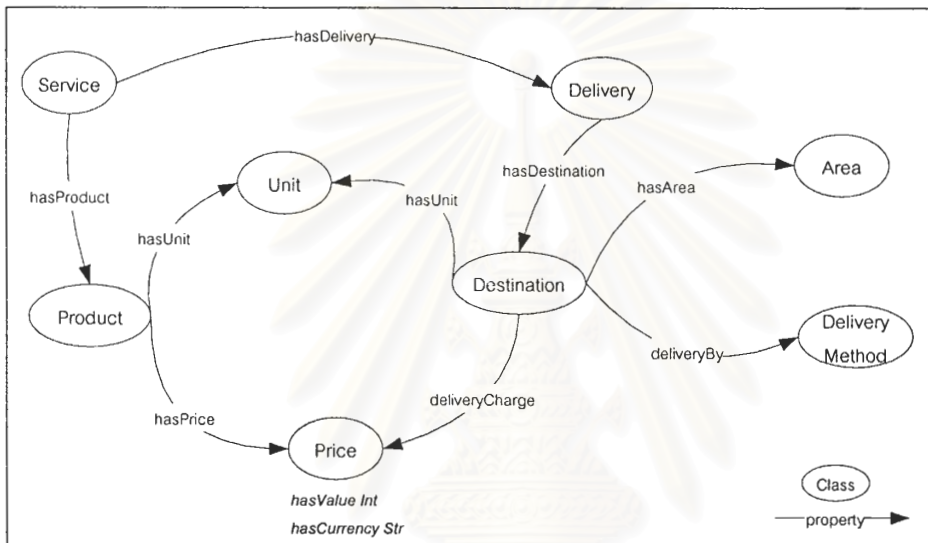 hasDelivery
Service
Delivery
hasDestination
Area
Unit
hasArea
hasProduct
hasUnit
hasUnit
Destination
Product
Delivery
Method
deliveryBy
deliveryCharge
hasPrice
Price
Class
hasValue Int
property
hasCurrency Str